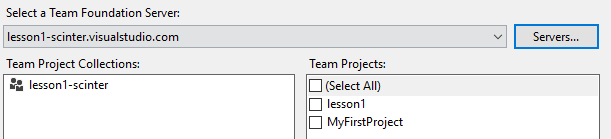 Select a Team Foundation Server:
lesson1-scinter.visualstudio.com
Servers...
Team Project Collections:
lesson1-scinter
Team Projects:
(Select All)
lesson1
MyFirstProject